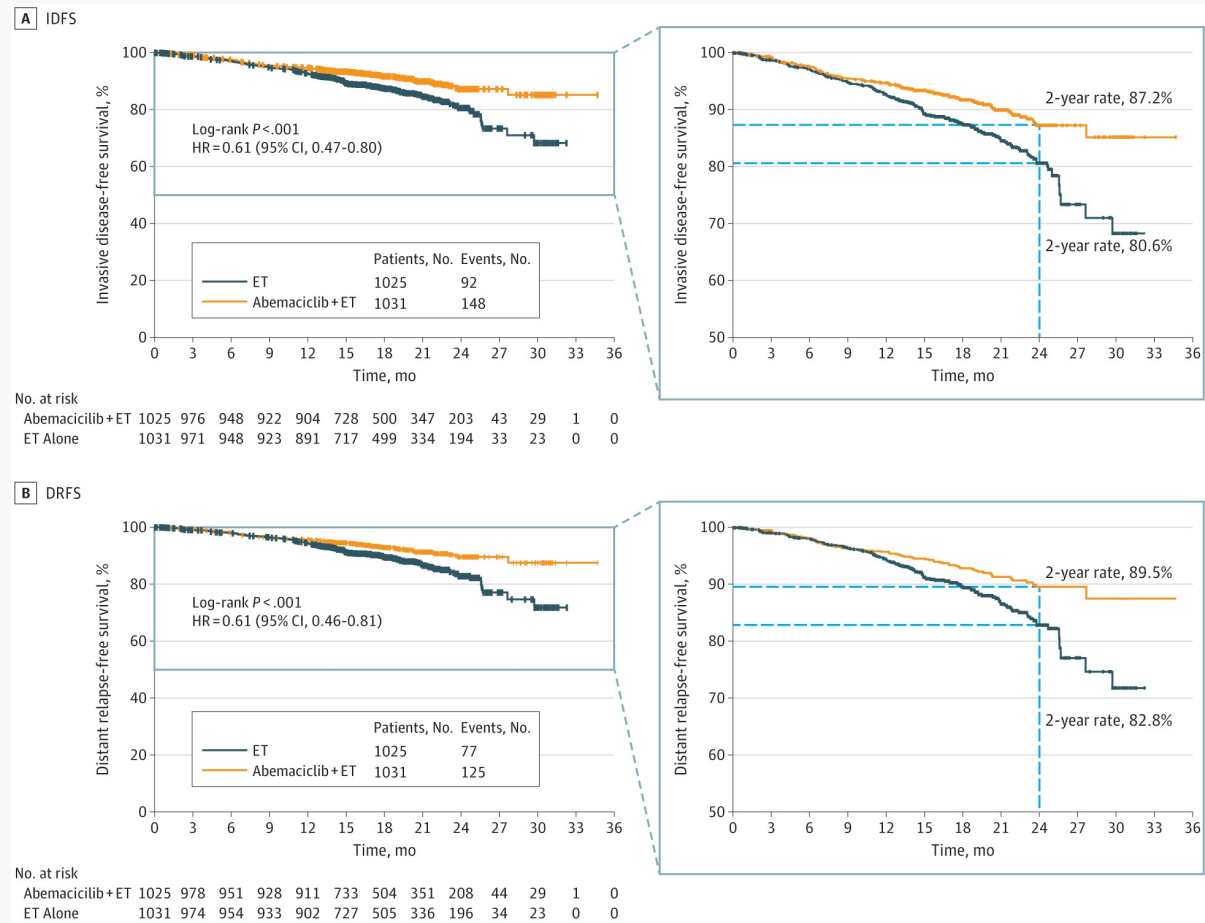 A IDFS
100
80
60
40
20
0
Invasive disease-free survival, %
Log-rank P<.001
HR=0.61 (95% CI, 0.47-0.80)
Patients, No. Events, No.
ET 1025 92
Abemaciclib+ET 1031 148
0 3 6 9 12 15 18 21 24 27 30 33 36
Time, mo
100
90
80
70
60
50
Invasive disease-free survival, %
2-year rate, 87.2%
2-year rate, 80.6%
0 3 6 9 12 15 18 21 24 27 30 33 36
Time, mo
No. at risk
Abemacicilib+ET 1025 976 948 922 904 728 500 347 203 43 29 1 0
ET Alone 1031 971 948 923 891 717 499 334 194 33 23 0 0
B DRFS
100
80
60
40
20
0
Distant relapse-free survival, %
Log-rank P<.001
HR=0.61 (95% CI, 0.46-0.81)
Patients, No. Events, No.
ET 1025 77
Abemaciclib+ET 1031 125
0 3 6 9 12 15 18 21 24 27 30 33 36
Time, mo
100
90
80
70
60
50
Distant relapse-free survival, %
2-year rate, 89.5%
2-year rate, 82.8%
0 3 6 9 12 15 18 21 24 27 30 33 36
Time, mo
No. at risk
Abemacicilib+ET 1025 978 951 928 911 733 504 351 208 44 29 1 0
ET Alone 1031 974 954 933 902 727 505 336 196 34 23 0 0